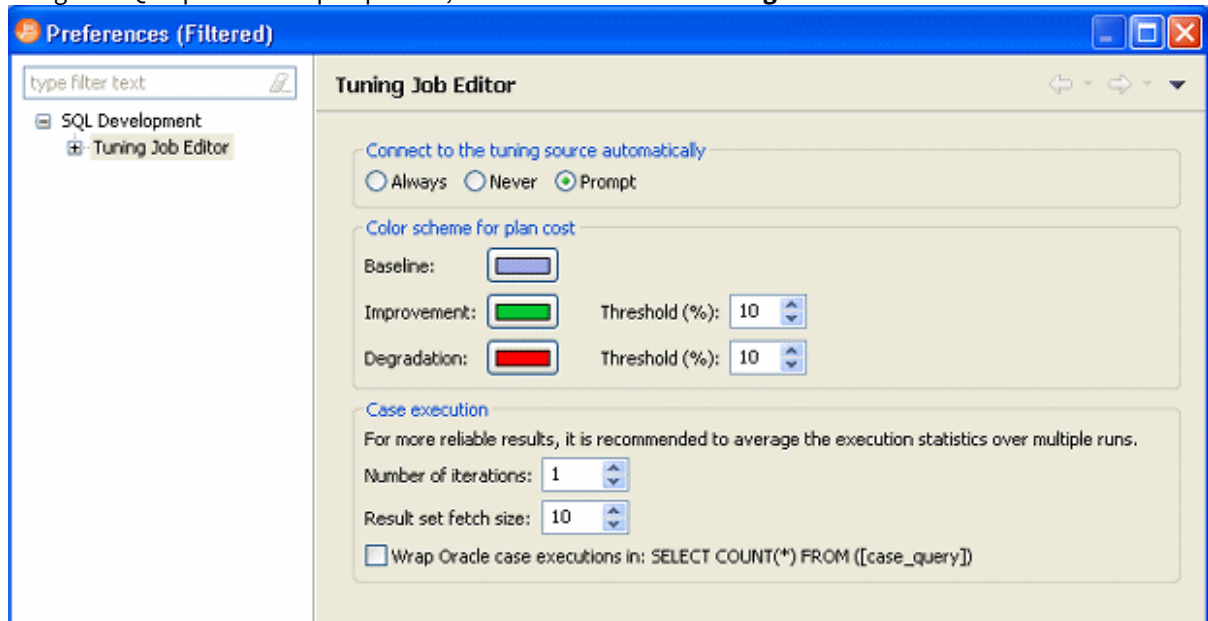 Preferences (Filtered)
type filter text
SQL Development
Tuning Job Editor
Tuning Job Editor
Connect to the tuning source automatically
Always Never Prompt
Color scheme for plan cost
Baseline:
Improvement: Threshold (%): 10
Degradation: Threshold (%): 10
Case execution
For more reliable results, it is recommended to average the execution statistics over multiple runs.
Number of iterations: 1
Result set fetch size: 10
Wrap Oracle case executions in: SELECT COUNT(*) FROM ([case_query])